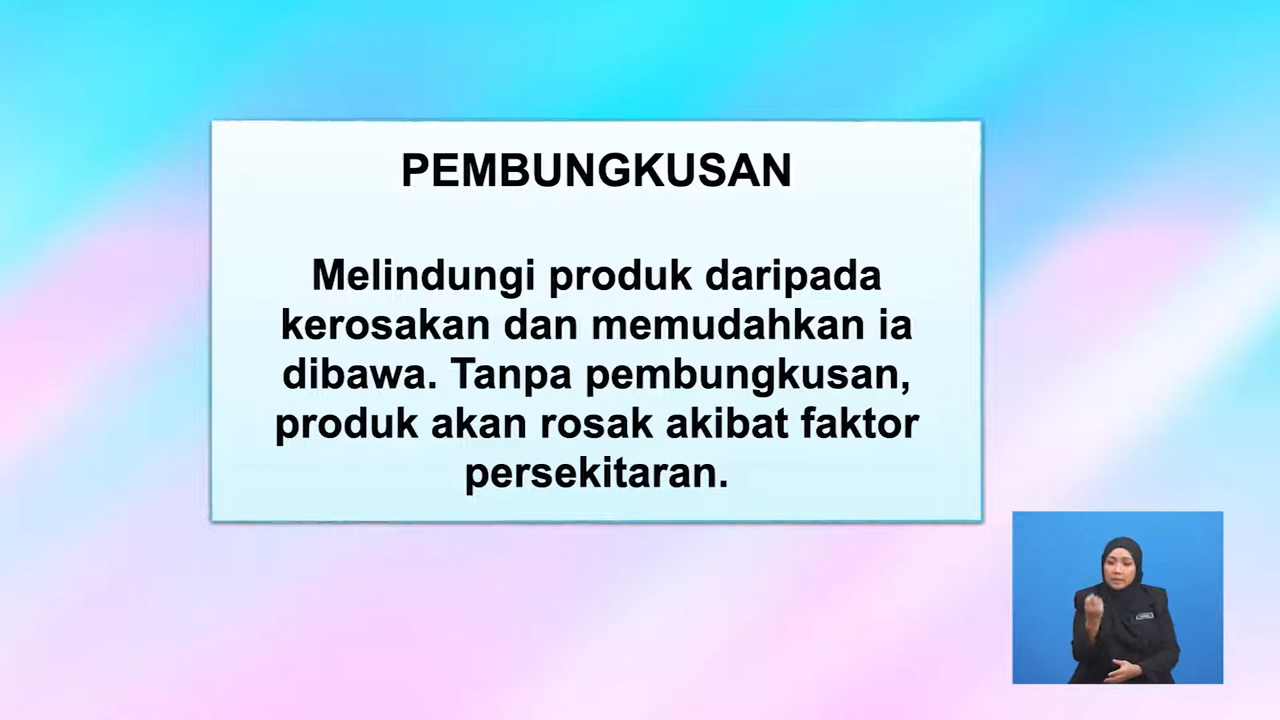 PEMBUNGKUSAN
Melindungi produk daripada
kerosakan dan memudahkan ia
dibawa. Tanpa pembungkusan,
produk akan rosak akibat faktor
persekitaran.